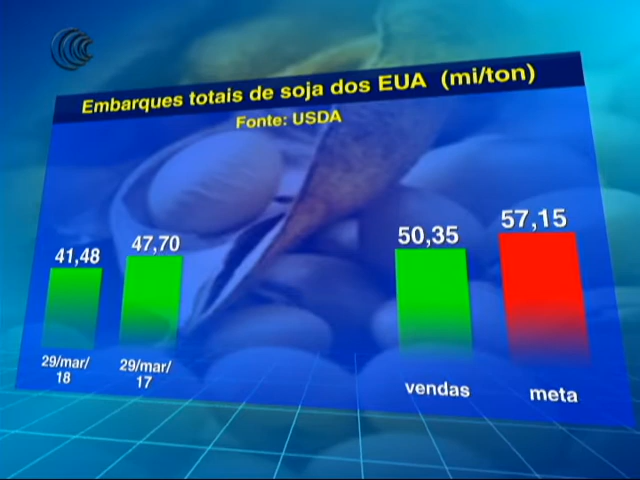 Embarques totais de soja dos EUA (mi/ton)
Fonte: USDA
41,48
47,70
50,35
57,15
29/mar/
18
29/mar/
17
vendas
meta